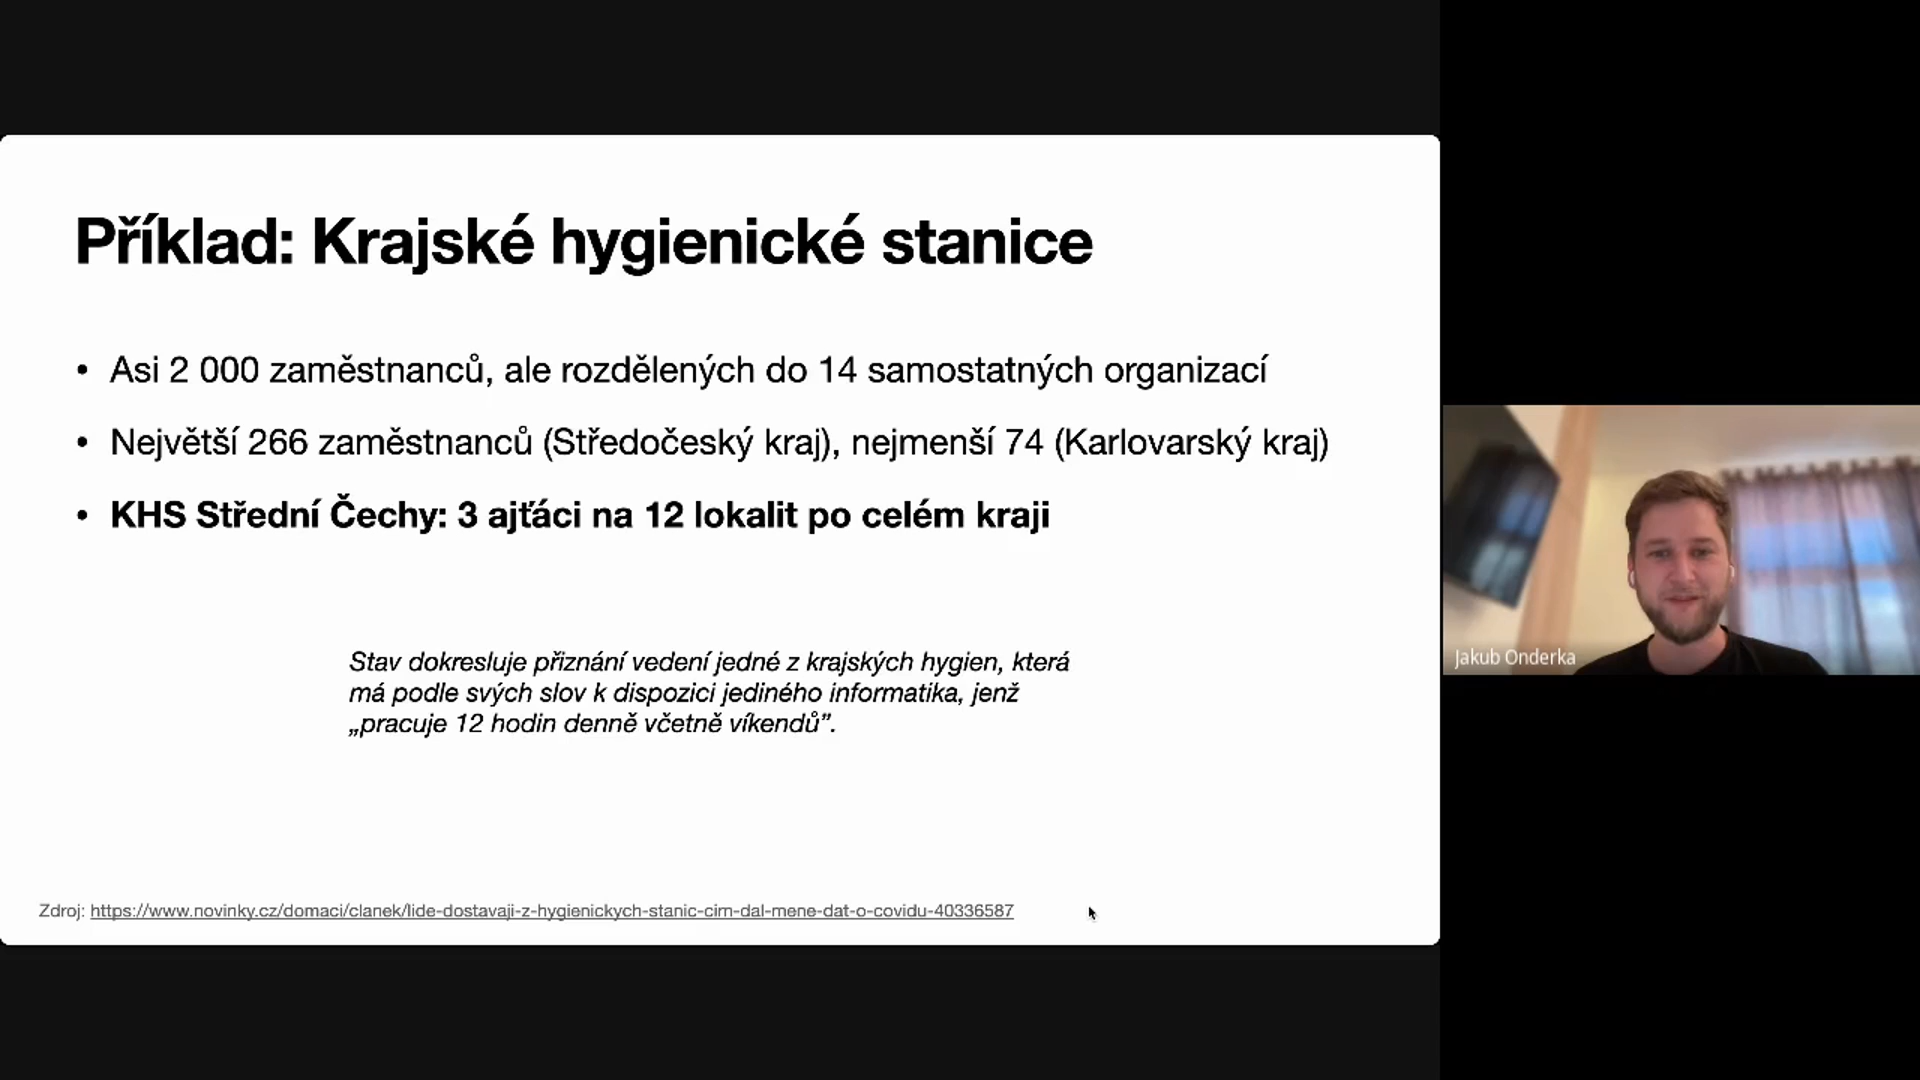 Příklad: Krajské hygienické stanice
• Asi 2 000 zaměstnanců, ale rozdělených do 14 samostatných organizací
• Největší 266 zaměstnanců (Středočeský kraj), nejmenší 74 (Karlovarský kraj)
• KHS Střední Čechy: 3 ajťáci na 12 lokalit po celém kraji
Stav dokresluje přiznání vedení jedné z krajských hygien, která
má podle svých slov k dispozici jediného informatika, jenž
„pracuje 12 hodin denně včetně víkendů”.
Zdroj: https://www.novinky.cz/domaci/clanek/lide-dostavaji-z-hygienickych-stanic-cim-dal-mene-dat-o-covidu-40336587
Jakub Onderka